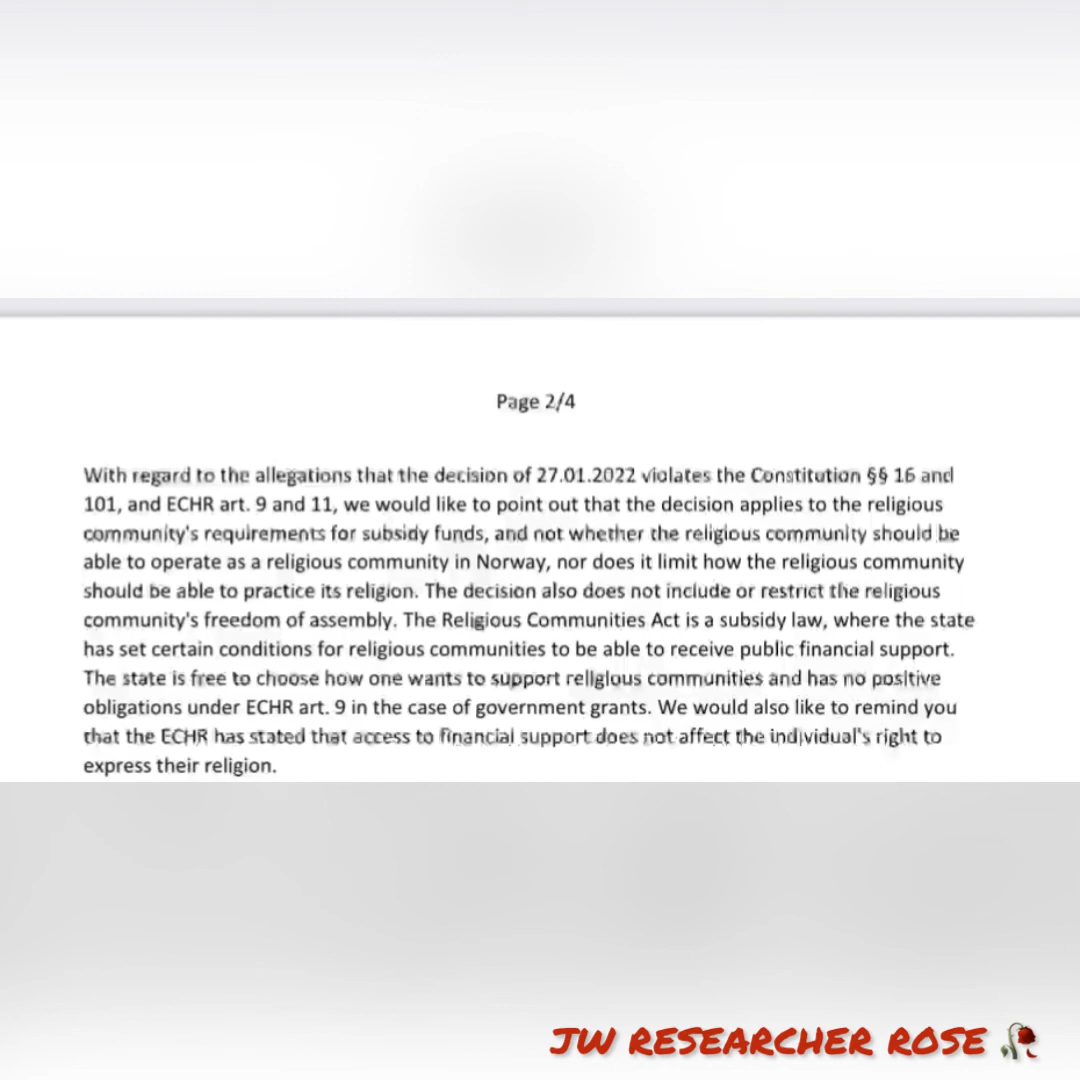 Page 2/4
With regard to the allegations that the decision of 27.01.2022 violates the Constitution §§ 16 and
101, and ECHR art. 9 and 11, we would like to point out that the decision applies to the religious
community's requirements for subsidy funds, and not whether the religious community should be
able to operate as a religious community in Norway, nor does it limit how the religious community
should be able to practice its religion. The decision also does not include or restrict the religious
community's freedom of assembly. The Religious Communities Act is a subsidy law, where the state
has set certain conditions for religious communities to be able to receive public financial support.
The state is free to choose how one wants to support religious communities and has no positive
obligations under ECHR art. 9 in the case of government grants. We would also like to remind you
that the ECHR has stated that access to financial support does not affect the individual's right to
express their religion.
JW RESEARCHER ROSE 🥀